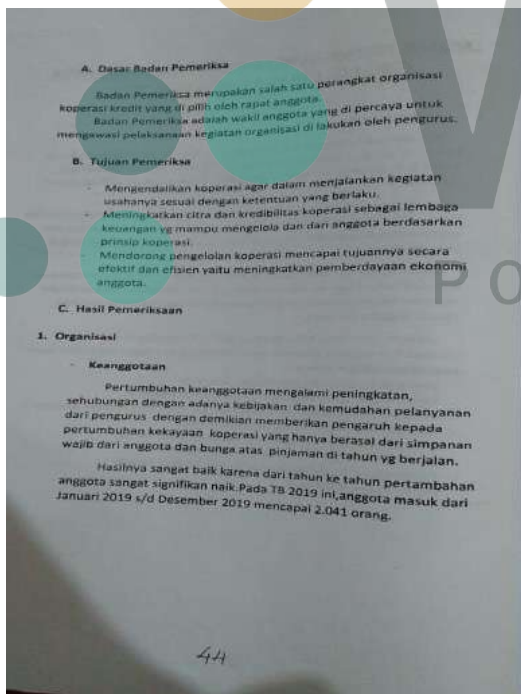 A. Dasar Badan Pemeriksa
Badan Pemeriksa merupakan salah satu perangkat organisasi
koperasi kredit yang di pilih oleh rapat anggota.
Badan Pemeriksa adalah wakil anggota yang di percaya untuk
mengawasi pelaksanaan kegiatan organisasi di lakukan oleh pengurus.
B. Tujuan Pemeriksa
- Mengendalikan koperasi agar dalam menjalankan kegiatan
usahanya sesuai dengan ketentuan yang berlaku.
- Meningkatkan citra dan kredibilitas koperasi sebagai lembaga
keuangan yg mampu mengelola dan dari anggota berdasarkan
prinsip koperasi.
- Mendorong pengelolan koperasi mencapai tujuannya secara
efektif dan efisien yaitu meningkatkan pemberdayaan ekonomi
anggota.
C. Hasil Pemeriksaan
1. Organisasi
- Keanggotaan
Pertumbuhan keanggotaan mengalami peningkatan,
sehubungan dengan adanya kebijakan dan kemudahan pelanyanan
dari pengurus dengan demikian memberikan pengaruh kepada
pertumbuhan kekayaan koperasi yang hanya berasal dari simpanan
wajib dari anggota dan bunga atas pinjaman di tahun yg berjalan.
Hasilnya sangat baik karena dari tahun ke tahun pertambahan
anggota sangat signifikan naik.Pada TB 2019 ini,anggota masuk dari
Januari 2019 s/d Desember 2019 mencapai 2.041 orang.
44
W
PO